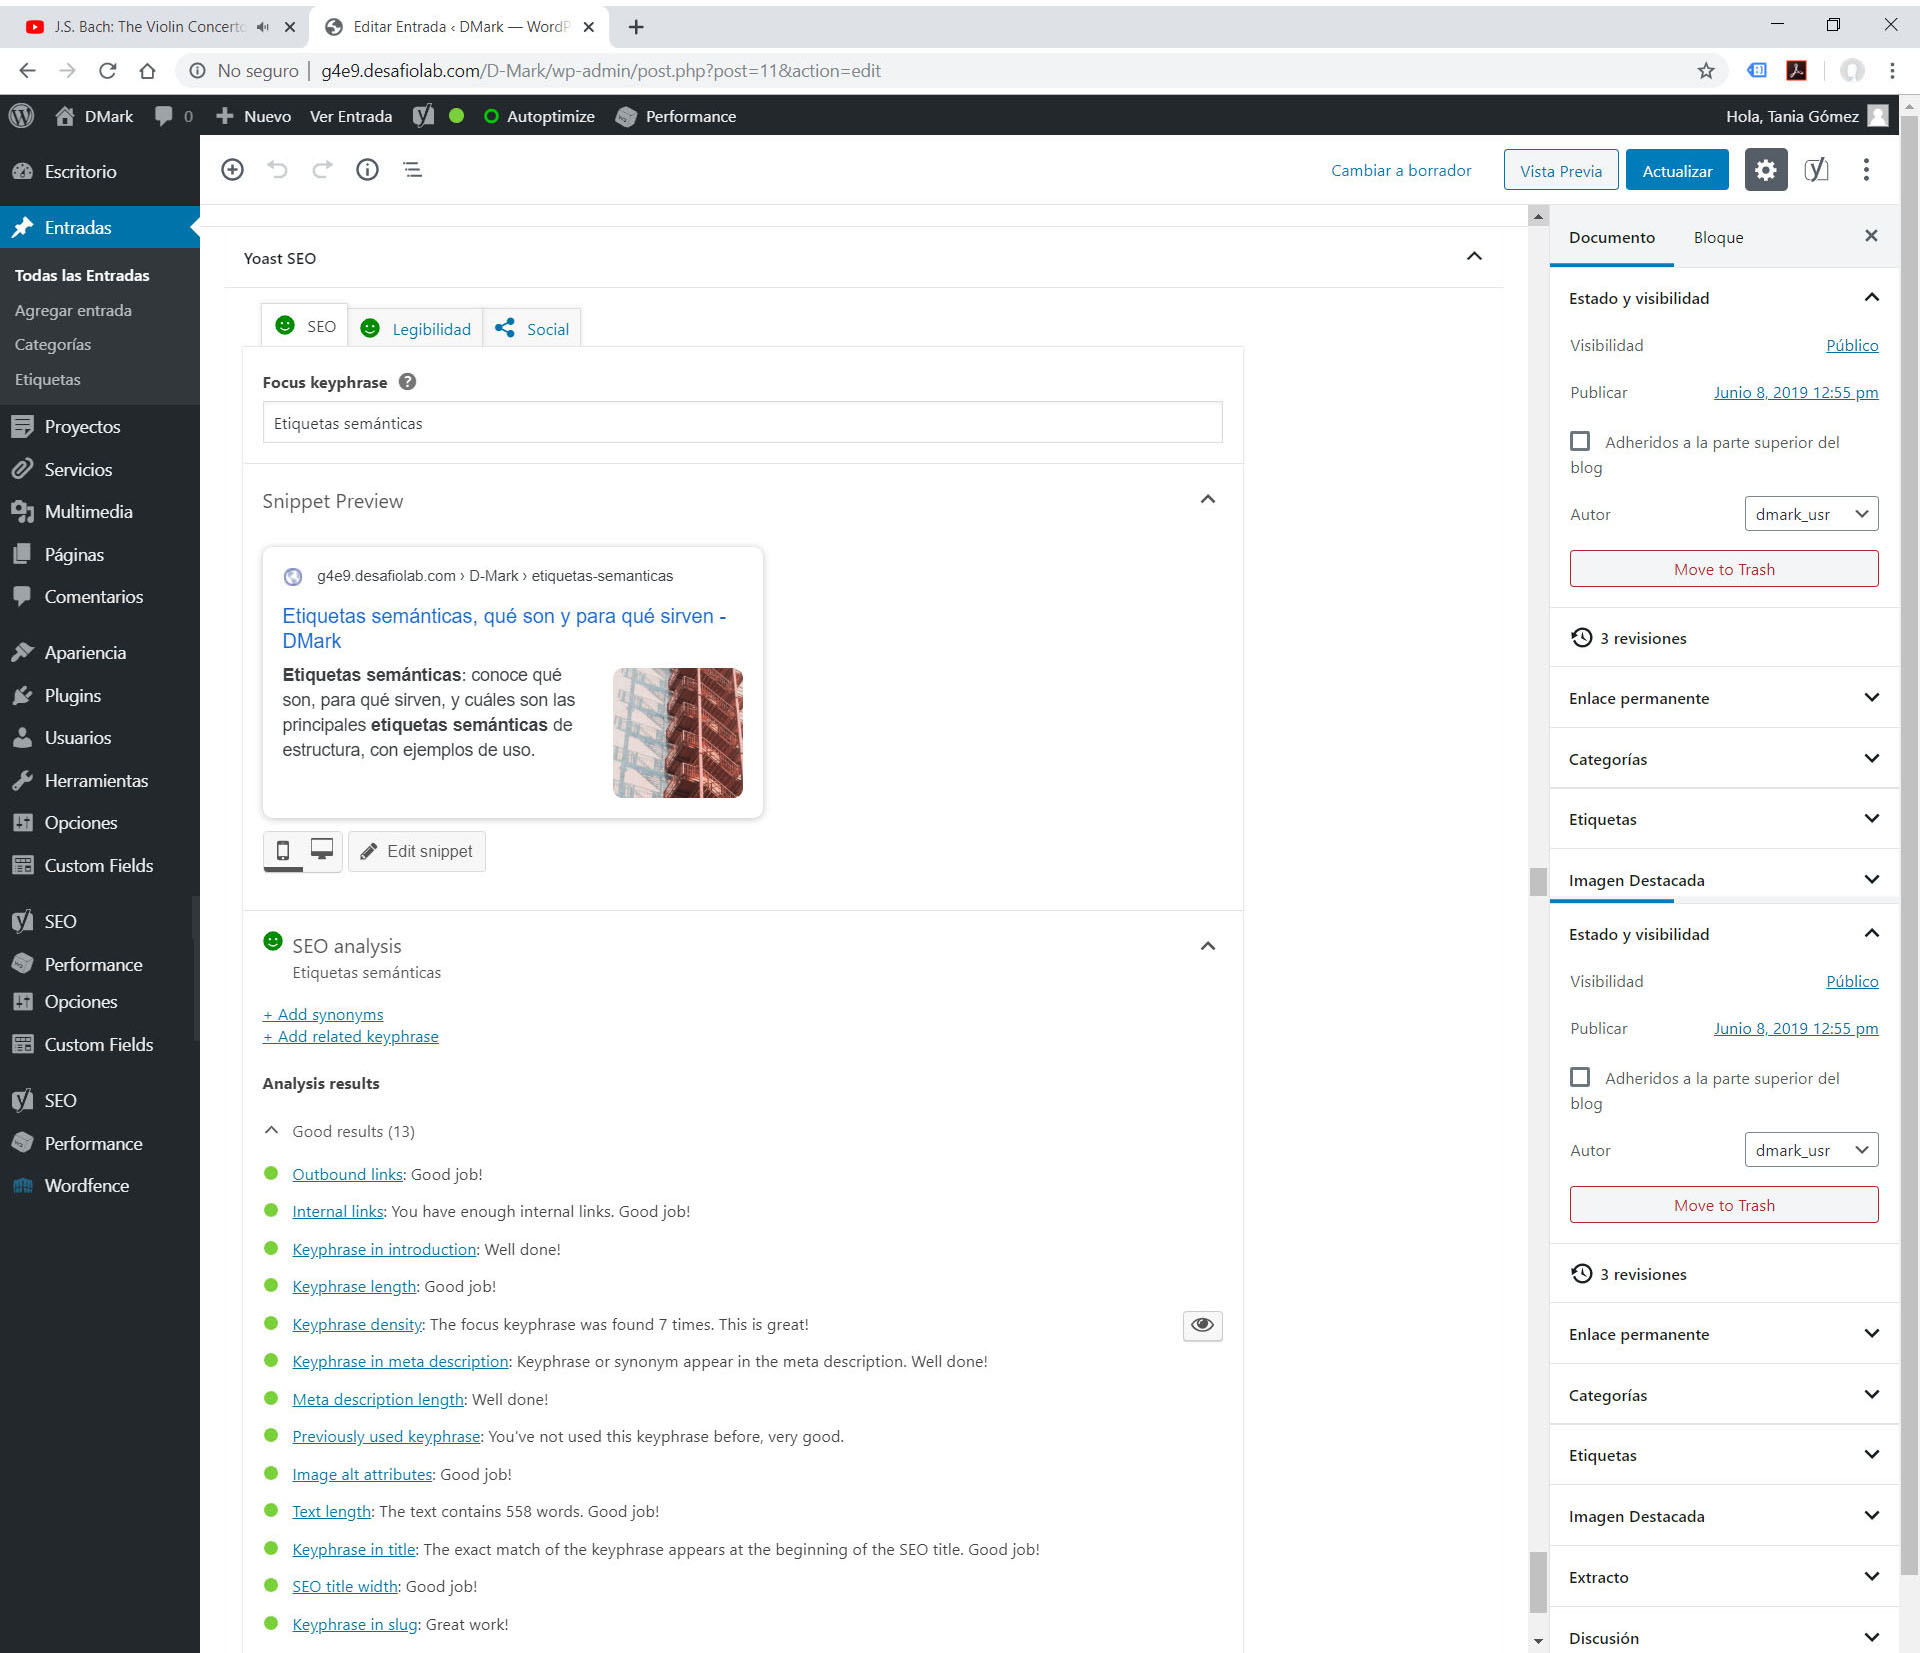 J.S. Bach: The Violin Concerto
Editar Entrada ‹ DMark — WordP
No seguro | g4e9.desafiolab.com/D-Mark/wp-admin/post.php?post=11&action=edit
DMark 0 Nuevo Ver Entrada Autoptimize Performance Hola, Tania Gómez
Escritorio
Entradas
Todas las Entradas
Agregar entrada
Categorías
Etiquetas
Proyectos
Servicios
Multimedia
Páginas
Comentarios
Apariencia
Plugins
Usuarios
Herramientas
Opciones
Custom Fields
SEO
Performance
Opciones
Custom Fields
SEO
Performance
Wordfence
Cambiar a borrador Vista Previa Actualizar
Yoast SEO
SEO Legibilidad Social
Focus keyphrase
Etiquetas semánticas
Snippet Preview
g4e9.desafiolab.com › D-Mark › etiquetas-semanticas
Etiquetas semánticas, qué son y para qué sirven -
DMark
Etiquetas semánticas: conoce qué
son, para qué sirven, y cuáles son las
principales etiquetas semánticas de
estructura, con ejemplos de uso.
Edit snippet
SEO analysis
Etiquetas semánticas
+ Add synonyms
+ Add related keyphrase
Analysis results
Good results (13)
Outbound links: Good job!
Internal links: You have enough internal links. Good job!
Keyphrase in introduction: Well done!
Keyphrase length: Good job!
Keyphrase density: The focus keyphrase was found 7 times. This is great!
Keyphrase in meta description: Keyphrase or synonym appear in the meta description. Well done!
Meta description length: Well done!
Previously used keyphrase: You've not used this keyphrase before, very good.
Image alt attributes: Good job!
Text length: The text contains 558 words. Good job!
Keyphrase in title: The exact match of the keyphrase appears at the beginning of the SEO title. Good job!
SEO title width: Good job!
Keyphrase in slug: Great work!
Documento Bloque
Estado y visibilidad
Visibilidad Público
Publicar Junio 8, 2019 12:55 pm
Adheridos a la parte superior del
blog
Autor dmark_usr
Move to Trash
3 revisiones
Enlace permanente
Categorías
Etiquetas
Imagen Destacada
Estado y visibilidad
Visibilidad Público
Publicar Junio 8, 2019 12:55 pm
Adheridos a la parte superior del
blog
Autor dmark_usr
Move to Trash
3 revisiones
Enlace permanente
Categorías
Etiquetas
Imagen Destacada
Extracto
Discusión